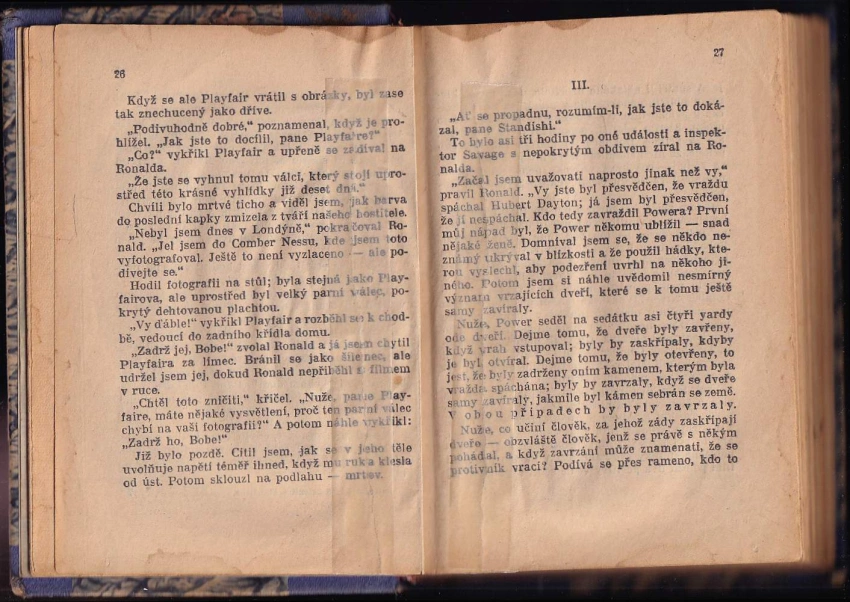 26
Když se ale Playfair vrátil s obrázky, byl zase
tak znechucený jako dříve.
„Podivuhodně dobré,“ poznamenal, když je pro-
hlížel. „Jak jste to docílil, pane Playfaire?“
„Co?“ vykřikl Playfair a upřeně se zadíval na
Ronalda.
„Že jste se vyhnul tomu válci, který stojí upro-
střed této krásné vyhlídky již deset dní.“
Chvíli bylo mrtvé ticho a viděl jsem, jak barva
do poslední kapky zmizela z tváří našeho hostitele.
„Nebyl jsem dnes v Londýně,“ pokračoval Ro-
nald. „Jel jsem do Comber Nessu, kde jsem toto
vyfotografoval. Ještě to není vyzlaceno — ale po-
dívejte se.“
Hodil fotografii na stůl; byla stejná jako Play-
fairova, ale uprostřed byl velký parní válec, po-
krytý dehtovanou plachtou.
„Vy ďáble!“ vykřikl Playfair a rozběhl se k chod-
bě, vedoucí do zadního křídla domu.
„Zadrž jej, Bobe!“ zvolal Ronald a já jsem chytil
Playfaira za límec. Bránil se jako šílenec, ale
udržel jsem jej, dokud Ronald nepřiběhl s filmem
v ruce.
„Chtěl toto zničiti,“ křičel. „Nuže, pane Play-
faire, máte nějaké vysvětlení, proč ten parní válec
chybí na vaší fotografii?“ A potom náhle vykřikl:
„Zadrž ho, Bobe!“
Již bylo pozdě. Cítil jsem, jak se v jeho těle
uvolňuje napětí téměř ihned, když mu ruka klesla
od úst. Potom sklouzl na podlahu — mrtev.
27
III.
„Ať se propadnu, rozumím-li, jak jste to doká-
zal, pane Standishi.“
To bylo asi tři hodiny po oné události a inspek-
tor Savage s nepokrytým obdivem zíral na Ro-
nalda.
„Začal jsem uvažovati naprosto jinak než vy,“
pravil Ronald. „Vy jste byl přesvědčen, že vraždu
spáchal Hubert Dayton; já jsem byl přesvědčen,
že ji nespáchal. Kdo tedy zavraždil Powera? První
můj nápad byl, že Power někomu ublížil — snad
nějaké ženě. Domníval jsem se, že se někdo ne-
známý ukrýval v blízkosti a že použil hádky, kte-
rou vyslechl, aby podezření uvrhl na někoho ji-
ného. Potom jsem si náhle uvědomil nesmírný
význam vrzajících dveří, které se k tomu ještě
samy zavíraly.
Nuže, Power seděl na sedátku asi čtyři yardy
ode dveří. Dejme tomu, že dveře byly zavřeny,
když vrah vstupoval; byly by zaskřípaly, kdyby
je byl otvíral. Dejme tomu, že byly otevřeny, to
jest, že byly zadrženy oním kamenem, kterým byla
vražda spáchána; byly by zavrzaly, když se dveře
samy zavíraly, jakmile byl kámen sebrán se země.
V obou případech by byly zavrzaly.
Nuže, co učiní člověk, za jehož zády zaskřípají
dveře — obzvláště člověk, jenž se právě s někým
pohádal, a když zavrzání může znamenati, že se
protivník vrací? Podívá se přes rameno, kdo to